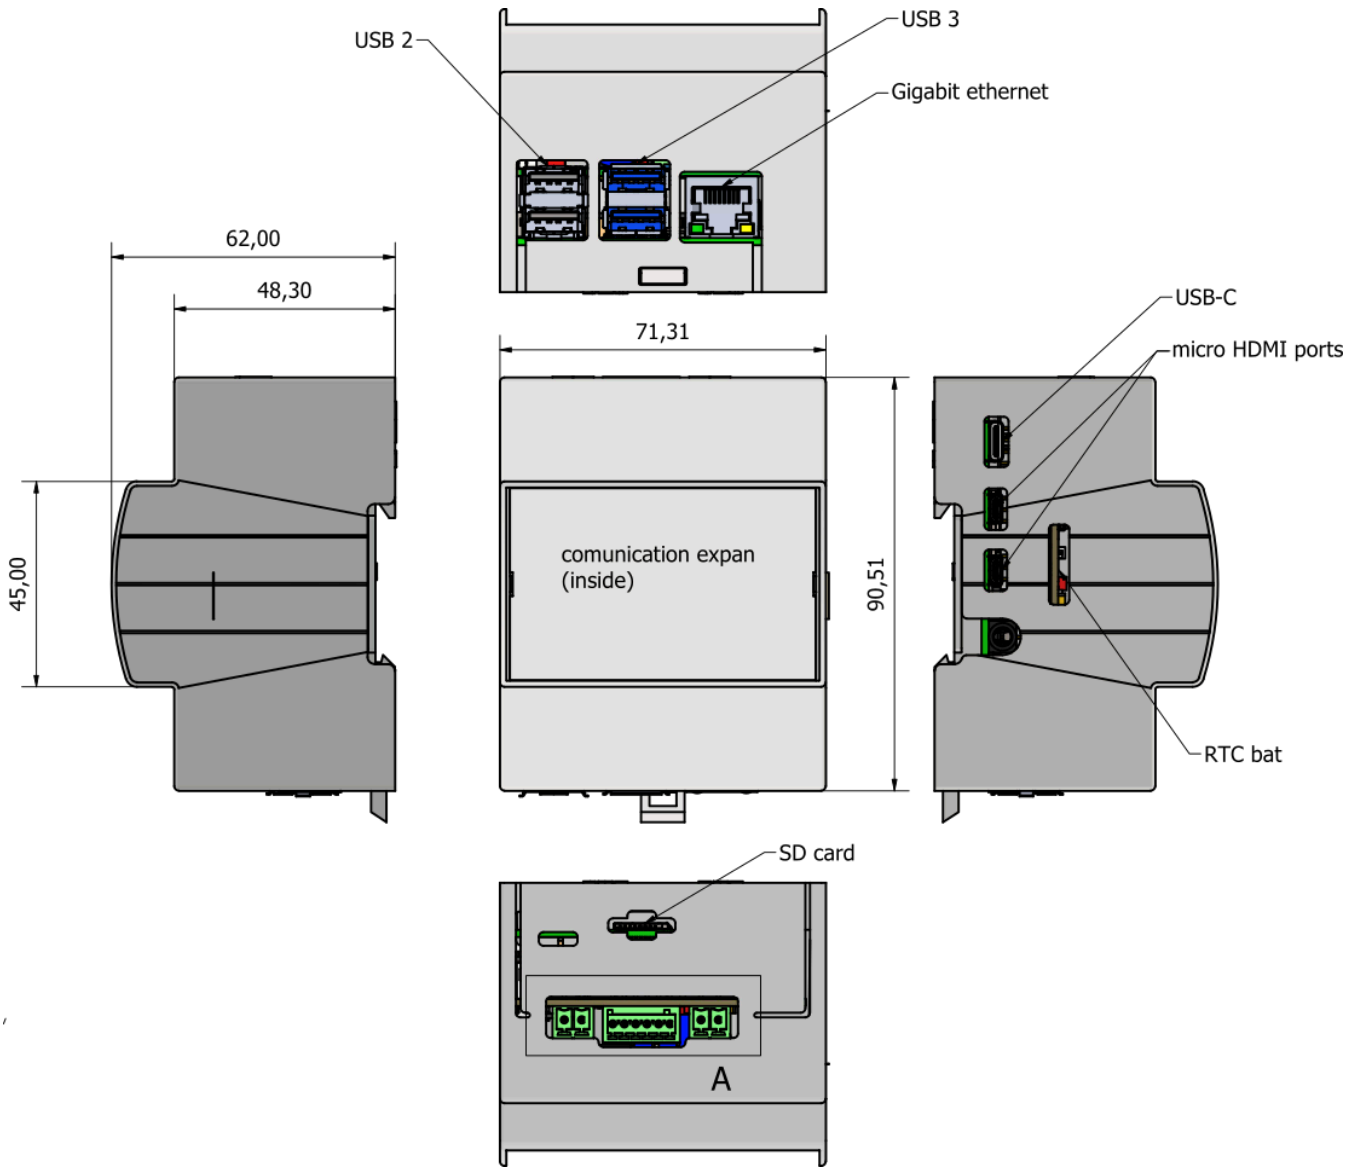 USB 2
USB 3
Gigabit ethernet
62,00
48,30
71,31
USB-C
micro HDMI ports
45,00
comunication expan
(inside)
90,51
RTC bat
SD card
A